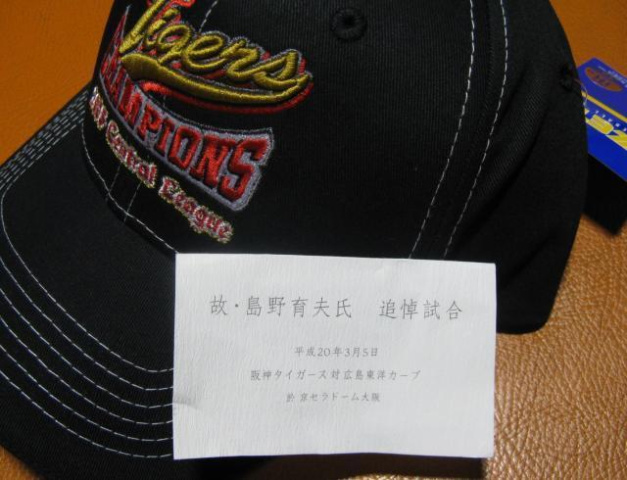 Tigers
CHAMPIONS
Central League
故・島野育夫氏 追悼試合
平成20年3月5日
阪神タイガース対広島東洋カープ
於 京セラドーム大阪